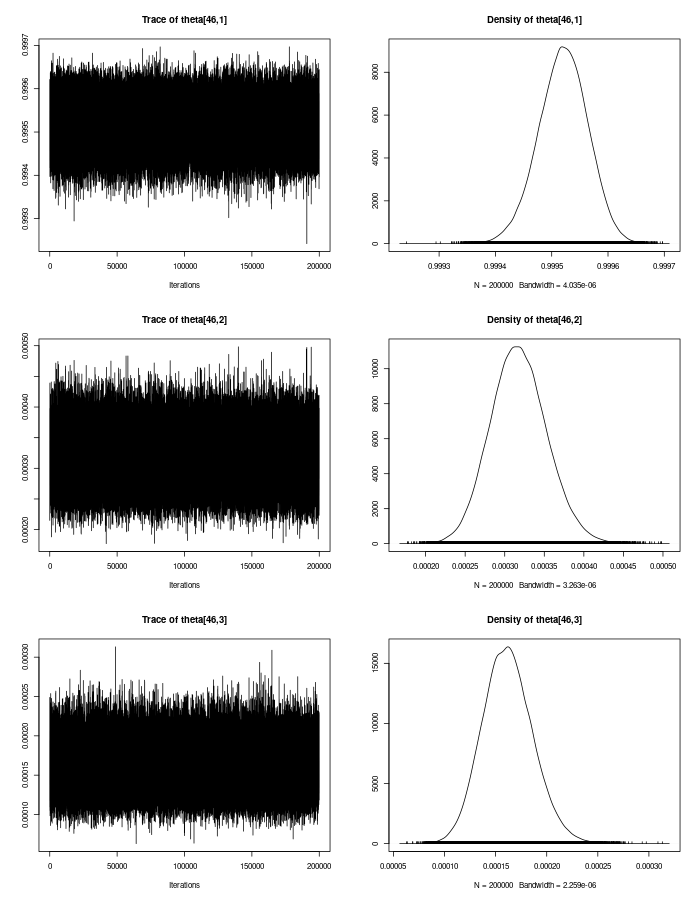 Trace of theta[46,1]
0.9993 0.9994 0.9995 0.9996 0.9997
0 50000 100000 150000 200000
Iterations
Density of theta[46,1]
0 2000 4000 6000 8000
0.9993 0.9994 0.9995 0.9996 0.9997
N = 200000 Bandwidth = 4.035e-06
Trace of theta[46,2]
0.00020 0.00030 0.00040 0.00050
0 50000 100000 150000 200000
Iterations
Density of theta[46,2]
0 2000 4000 6000 8000 10000
0.00020 0.00025 0.00030 0.00035 0.00040 0.00045 0.00050
N = 200000 Bandwidth = 3.263e-06
Trace of theta[46,3]
0.00010 0.00015 0.00020 0.00025 0.00030
0 50000 100000 150000 200000
Iterations
Density of theta[46,3]
0 5000 10000 15000
0.00005 0.00010 0.00015 0.00020 0.00025 0.00030
N = 200000 Bandwidth = 2.259e-06